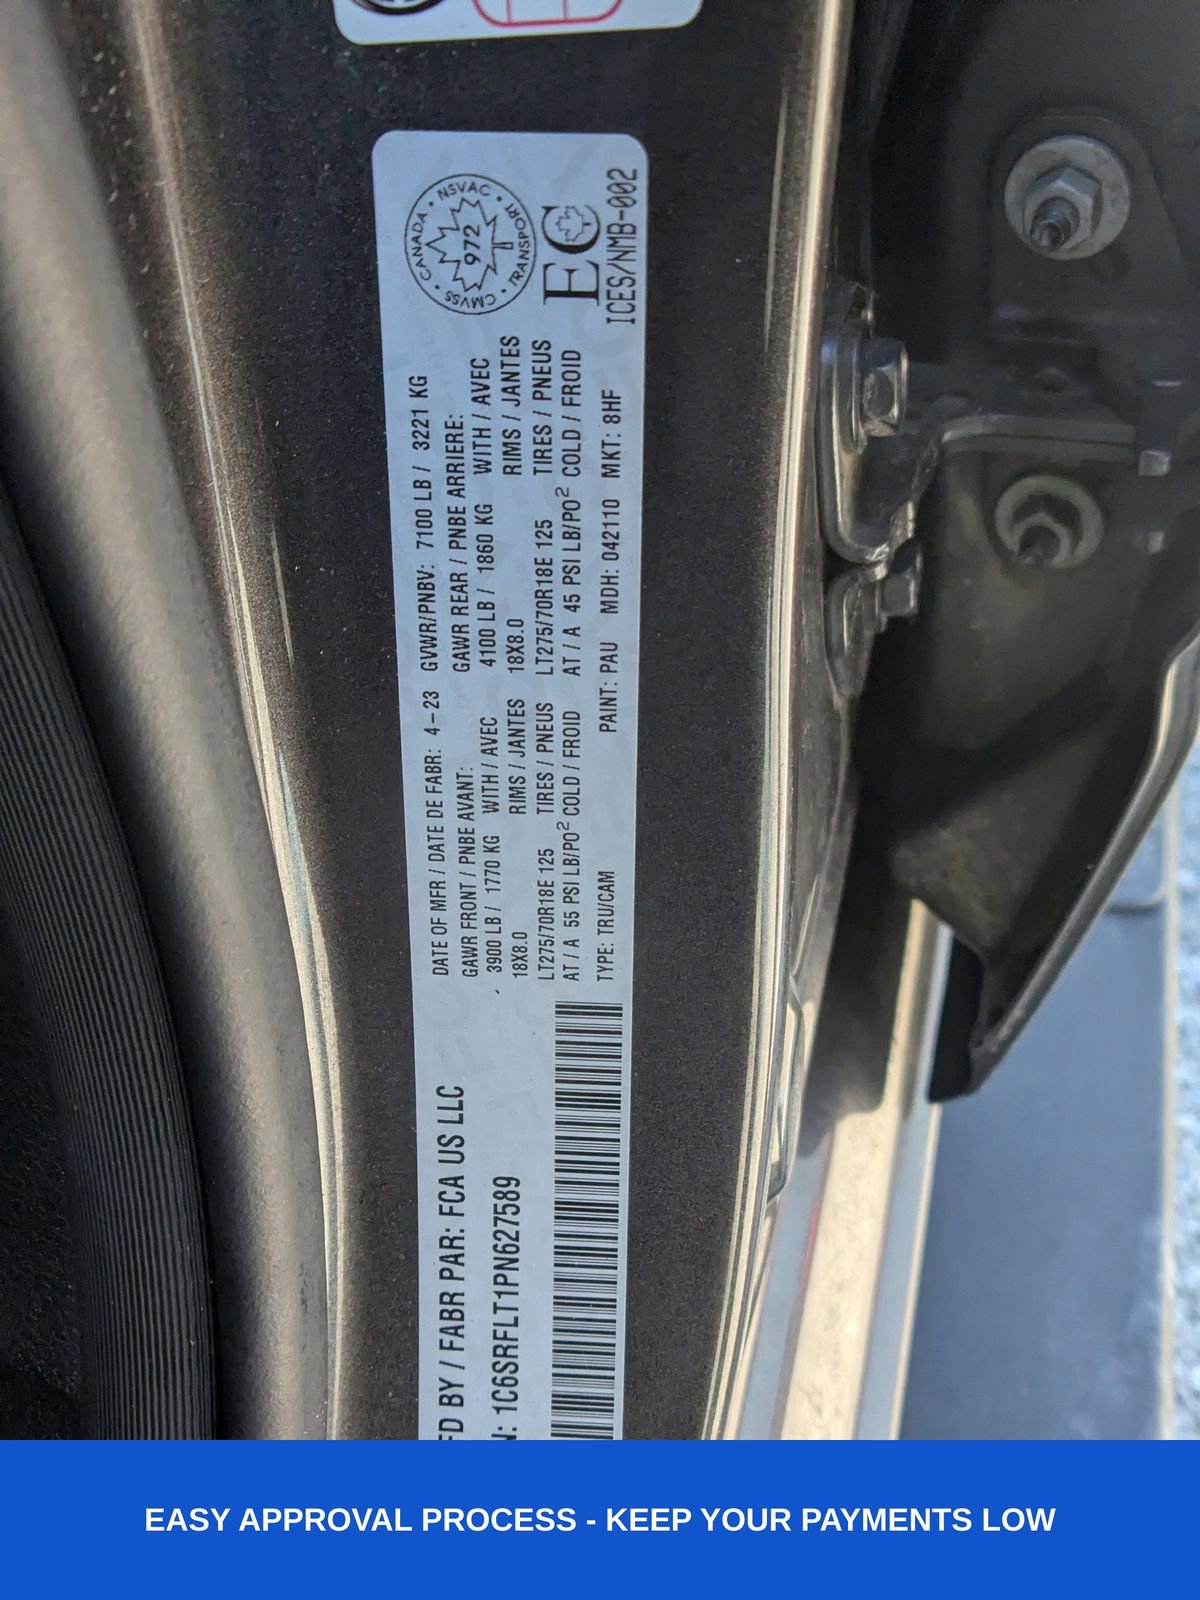 FD BY / FABR PAR: FCA US LLC
N: 1C6SRFLT1PN627589
DATE OF MFR / DATE DE FABR: 4-23 GVWR/PNBV: 7100 LB / 3221 KG
GAWR FRONT / PNBE AVANT: GAWR REAR / PNBE ARRIERE:
3900 LB / 1770 KG WITH / AVEC 4100 LB / 1860 KG WITH / AVEC
18X8.0 RIMS / JANTES 18X8.0 RIMS / JANTES
LT275/70R18E 125 TIRES / PNEUS LT275/70R18E 125 TIRES / PNEUS
AT / A 55 PSI LB/PO² COLD / FROID AT / A 45 PSI LB/PO² COLD / FROID
TYPE: TRU/CAM PAINT: PAU MDH: 042110 MKT: 8HF
CANADA • NSVAC • TRANSPORT • CMVSS •
972
EC
ICES/NMB-002
EASY APPROVAL PROCESS - KEEP YOUR PAYMENTS LOW